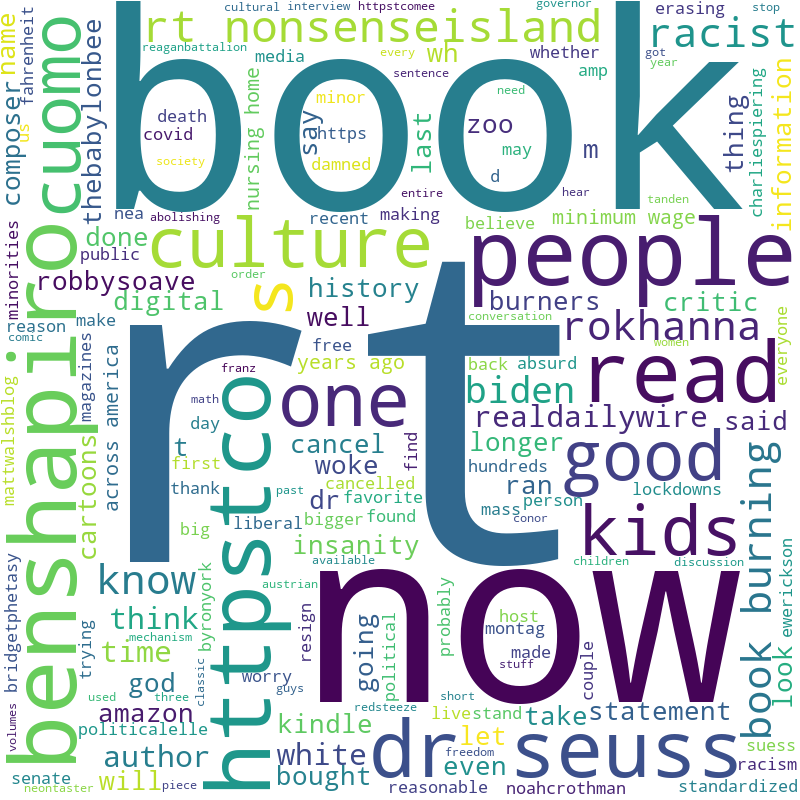 cultural interview httpstcomee governor
rt nonsenseisland
reaganbattalion
media
every
wh
erasing
stop
racist
got
year
name
fahrenheit
us
composer
cuomo
thebabylonbee
book
death
covid
minor
https
damned
say
sentence
amp
whether
need
zoo
may
m
d
last
nursing home
society
abolishing
entire
hear
tanden
thing
charliespiering
information
minorities
benshapiro
nea
done
public
recent
making
believe
minimum wage
culture
people
robbysoave
order
s
history
conversation
burners
critic
women
everyone
reason
make
digital
well
rokhanna
comic
magazines
franz
free
years ago
back
absurd
read
mattwalshblog
across america
math
day
t
one
biden
realdailywire
said
cartoons
first
cancel
longer
good
thank
woke
find
hundreds
ran
lockdowns
httpstco
cancelled
past
dr
favorite
mass
person
big
liberal
bigger
found
conor
kids
book burning
insanity
available
rt
children
discussion
know
austrian
look
ewerickson
bridgetphetasy
think
byronyork
resign
now
going
political
probably
host
montag
made
stuff
couple
trying
mechanism
time
god
worry
classic
guys
redsteeze
short
amazon
kindle
live
stand
take
statement
volumes
used
three
politicalelle
let
dr seuss
suess
author
white
freedom
racism
senate
will
bought
even
neontaster
piece
reasonable
noahcrothman
standardized